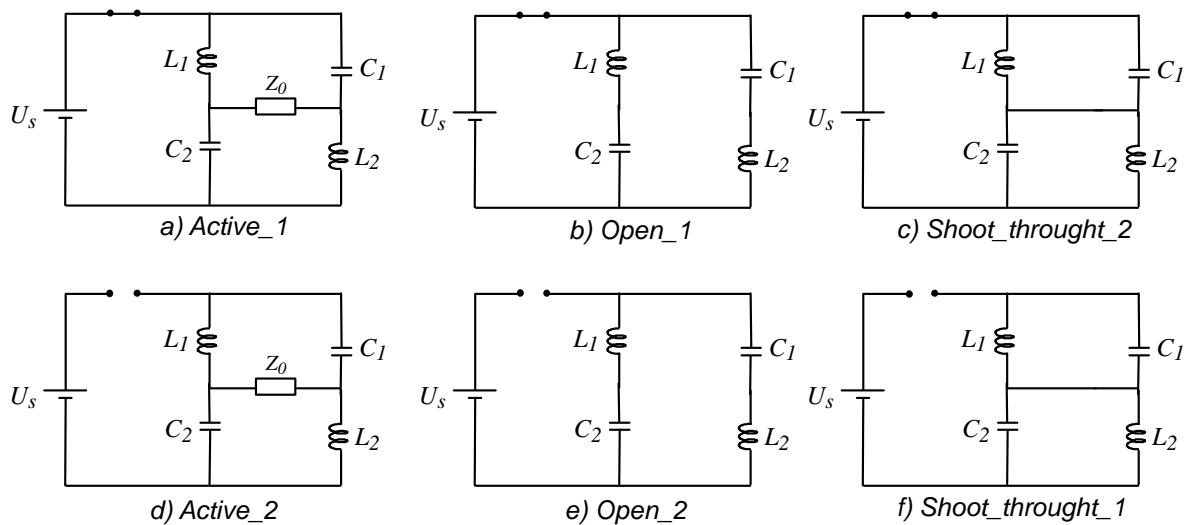 L1
C1
Z0
Us
C2
L2
a) Active_1
L1
C1
Us
C2
L2
b) Open_1
L1
C1
Us
C2
L2
c) Shoot_throught_2
L1
C1
Z0
Us
C2
L2
d) Active_2
L1
C1
Us
C2
L2
e) Open_2
L1
C1
Us
C2
L2
f) Shoot_throught_1